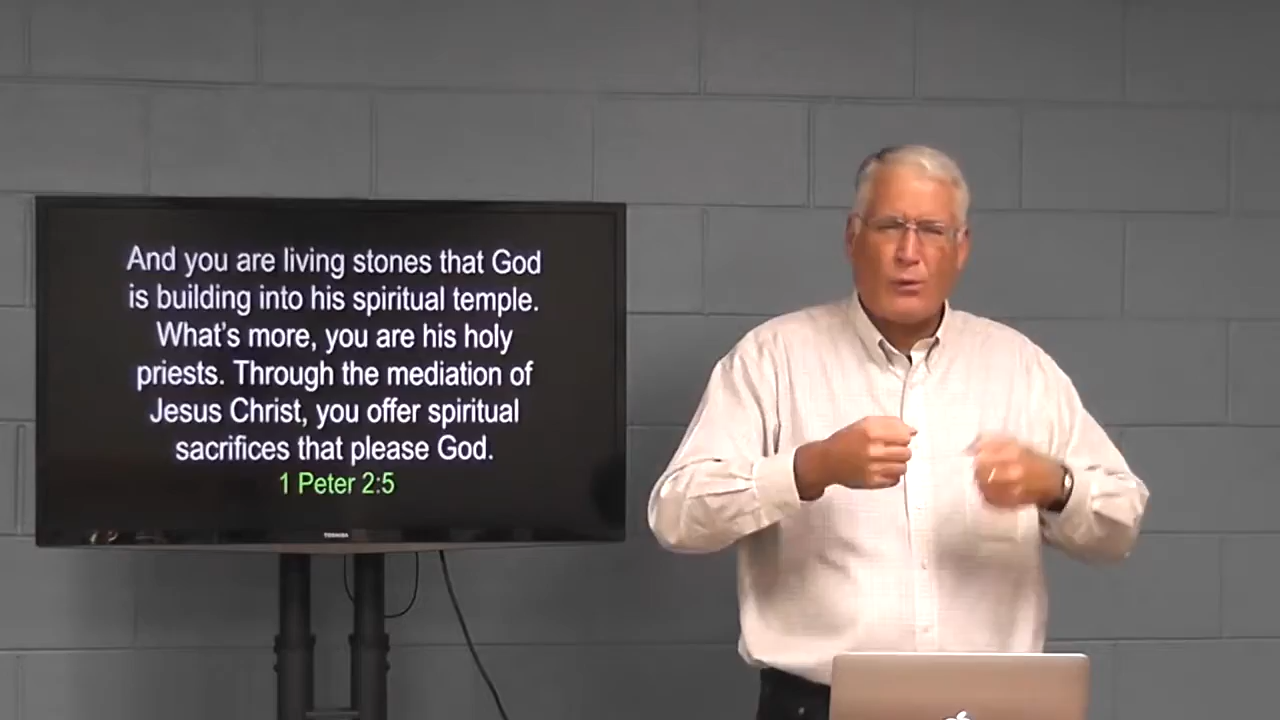 And you are living stones that God
is building into his spiritual temple.
What's more, you are his holy
priests. Through the mediation of
Jesus Christ, you offer spiritual
sacrifices that please God.
1 Peter 2:5
TOSHIBA